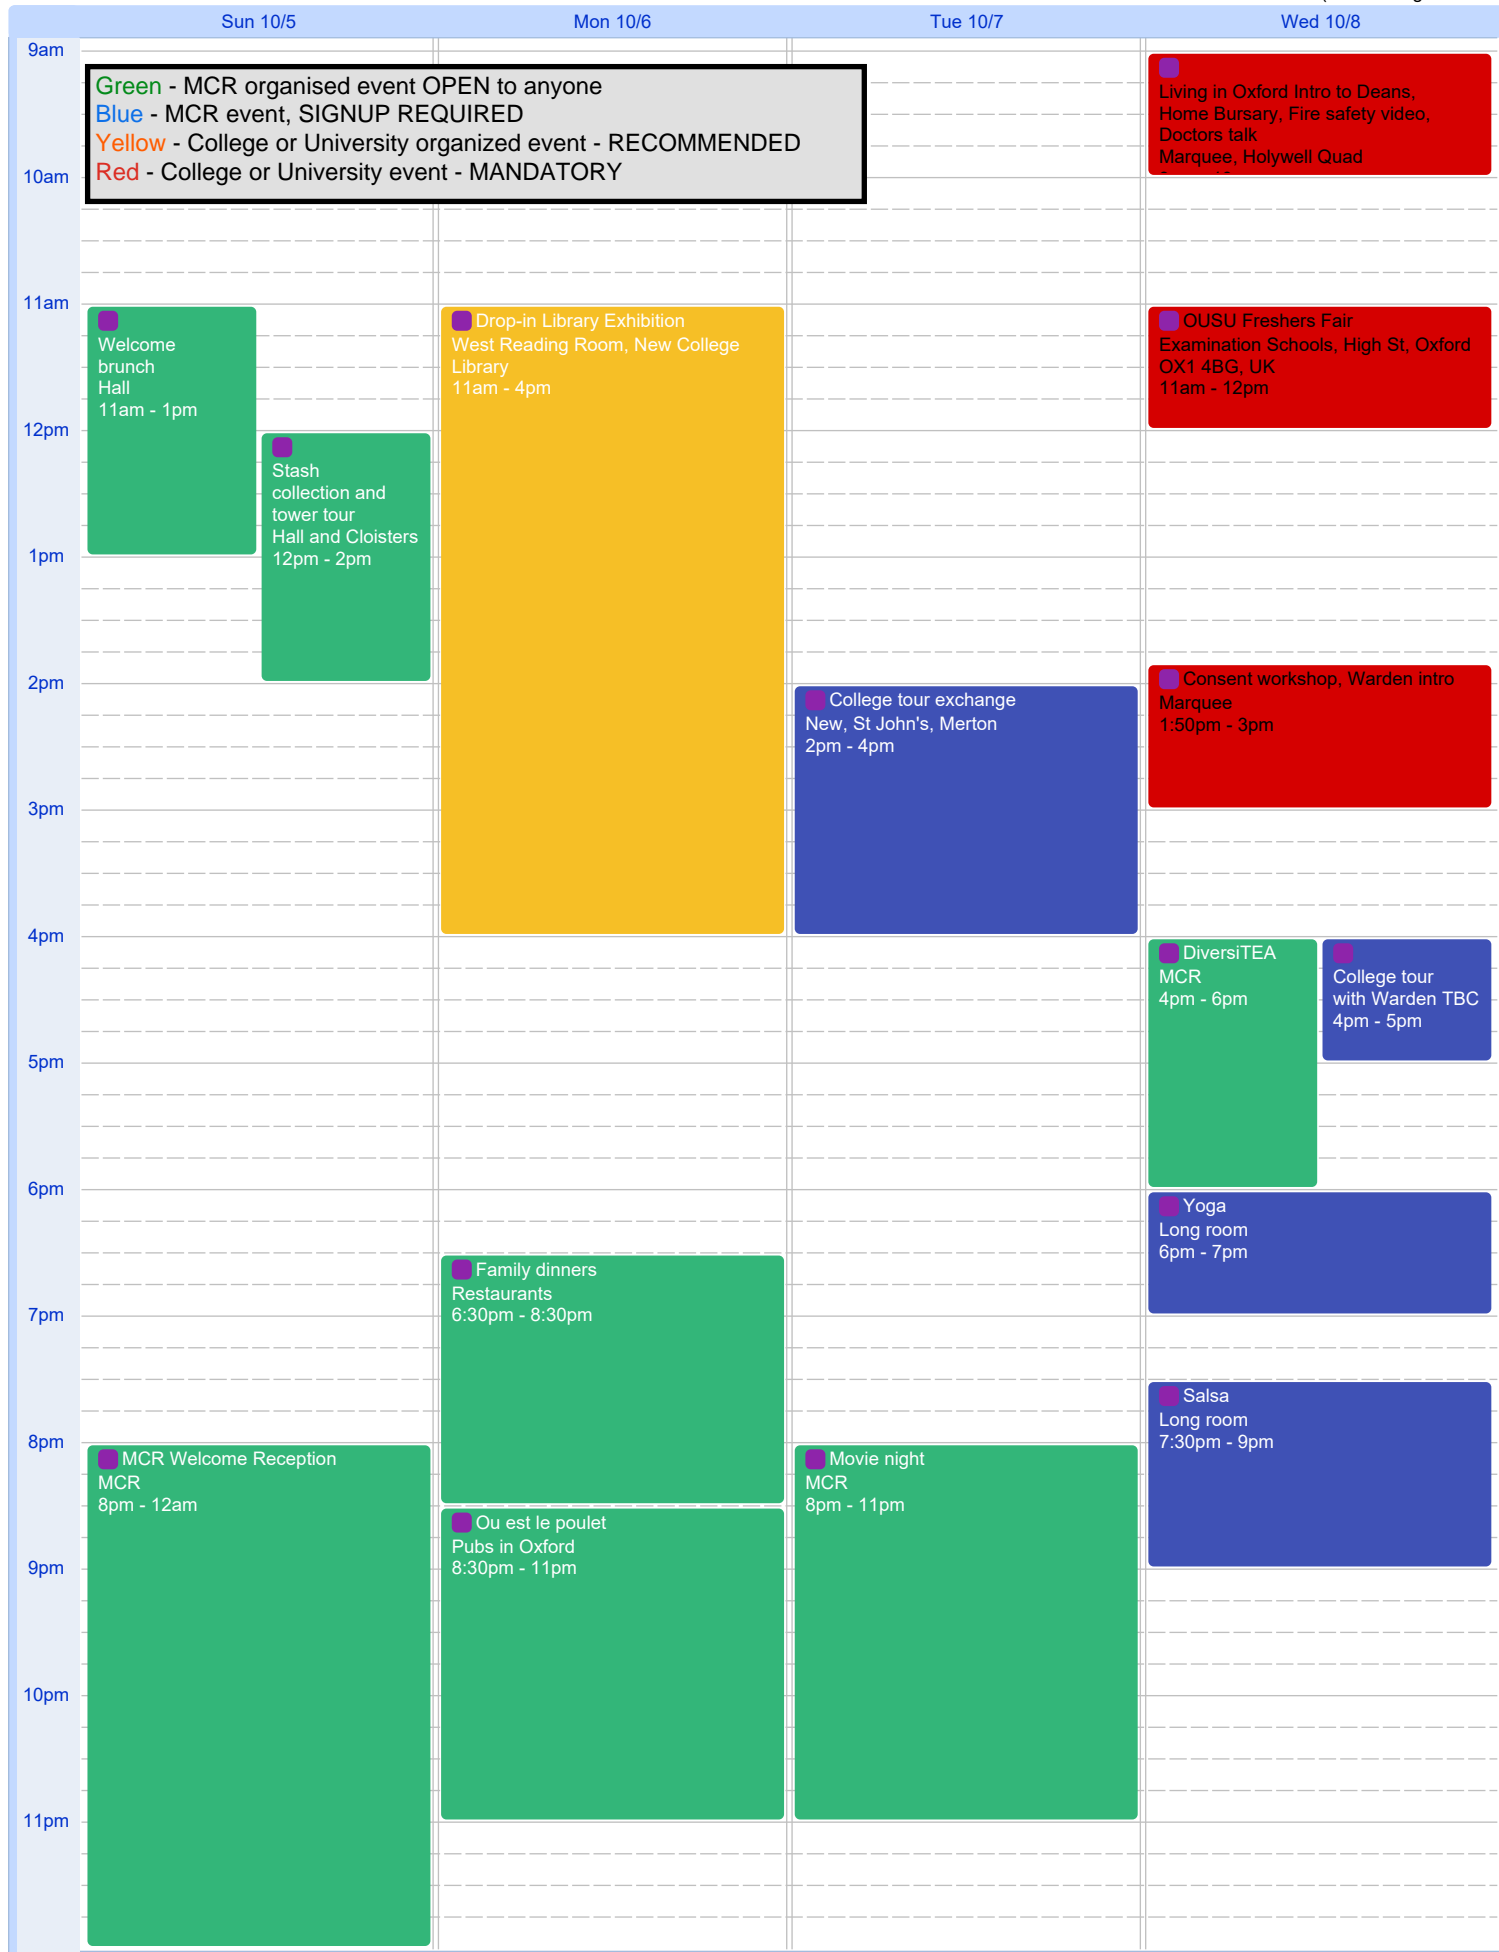 Sun 10/5
Mon 10/6
Tue 10/7
Wed 10/8
9am
10am
11am
12pm
1pm
2pm
3pm
4pm
5pm
6pm
7pm
8pm
9pm
10pm
11pm
Green - MCR organised event OPEN to anyone
Blue - MCR event, SIGNUP REQUIRED
Yellow - College or University organized event - RECOMMENDED
Red - College or University event - MANDATORY
Welcome
brunch
Hall
11am - 1pm
Stash
collection and
tower tour
Hall and Cloisters
12pm - 2pm
MCR Welcome Reception
MCR
8pm - 12am
Drop-in Library Exhibition
West Reading Room, New College
Library
11am - 4pm
Family dinners
Restaurants
6:30pm - 8:30pm
Ou est le poulet
Pubs in Oxford
8:30pm - 11pm
College tour exchange
New, St John's, Merton
2pm - 4pm
Movie night
MCR
8pm - 11pm
Living in Oxford Intro to Deans,
Home Bursary, Fire safety video,
Doctors talk
Marquee, Holywell Quad
OUSU Freshers Fair
Examination Schools, High St, Oxford
OX1 4BG, UK
11am - 12pm
Consent workshop, Warden intro
Marquee
1:50pm - 3pm
DiversiTEA
MCR
4pm - 6pm
College tour
with Warden TBC
4pm - 5pm
Yoga
Long room
6pm - 7pm
Salsa
Long room
7:30pm - 9pm